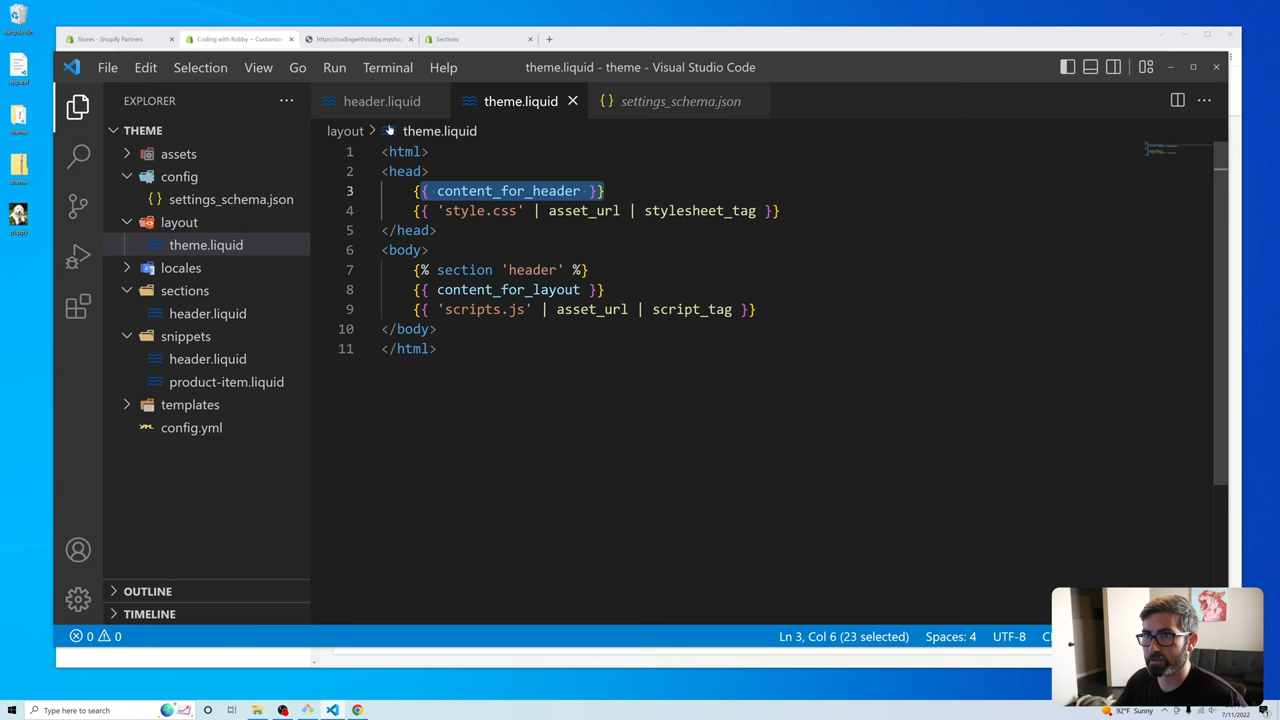 Stores · Shopify Partners
Coding with Robby ~ Customize
https://codingwithrobby.mysho
Sections
File Edit Selection View Go Run Terminal Help
theme.liquid - theme - Visual Studio Code
EXPLORER
header.liquid
theme.liquid
settings_schema.json
THEME
assets
config
settings_schema.json
layout
theme.liquid
locales
sections
header.liquid
snippets
header.liquid
product-item.liquid
templates
config.yml
OUTLINE
TIMELINE
layout > theme.liquid
1 <html>
2 <head>
3 {{ content_for_header }}
4 {{ 'style.css' | asset_url | stylesheet_tag }}
5 </head>
6 <body>
7 {% section 'header' %}
8 {{ content_for_layout }}
9 {{ 'scripts.js' | asset_url | script_tag }}
10 </body>
11 </html>
0 0
Ln 3, Col 6 (23 selected) Spaces: 4 UTF-8
Type here to search
92°F Sunny
7/11/2022
puppy